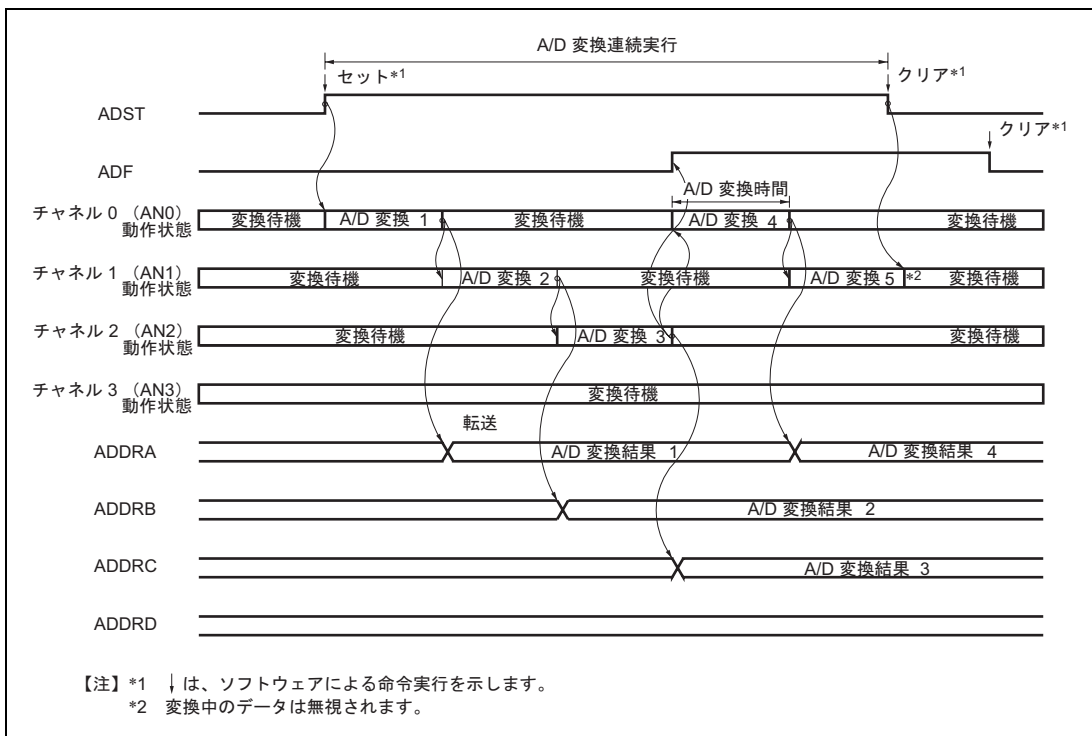 A/D 変換連続実行
セット*1
クリア*1
ADST
クリア*1
ADF
A/D 変換時間
チャネル 0 (AN0)
動作状態
変換待機
A/D 変換 1
変換待機
A/D 変換 4
変換待機
チャネル 1 (AN1)
動作状態
変換待機
A/D 変換 2
変換待機
A/D 変換 5
*2
変換待機
チャネル 2 (AN2)
動作状態
変換待機
A/D 変換 3
変換待機
チャネル 3 (AN3)
動作状態
変換待機
転送
ADDRA
A/D 変換結果 1
A/D 変換結果 4
ADDRB
A/D 変換結果 2
ADDRC
A/D 変換結果 3
ADDRD
【注】*1 ↓は、ソフトウェアによる命令実行を示します。
*2 変換中のデータは無視されます。